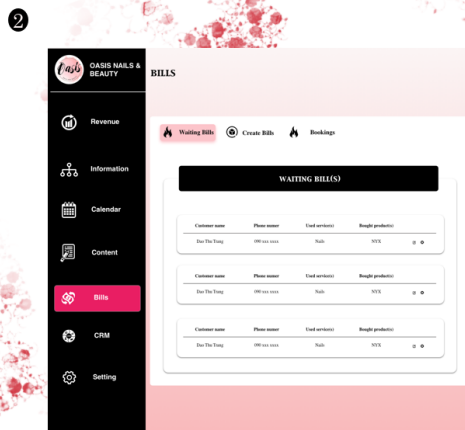 2
Oasis
OASIS NAILS &
BEAUTY
BILLS
Revenue
Information
Calendar
Content
Bills
CRM
Setting
Waiting Bills
Create Bills
Bookings
WAITING BILL(S)
Customer name Phone numer Used service(s) Bought product(s)
Dao Thu Trang 090 xxx xxxx Nails NYX
Customer name Phone numer Used service(s) Bought product(s)
Dao Thu Trang 090 xxx xxxx Nails NYX
Customer name Phone numer Used service(s) Bought product(s)
Dao Thu Trang 090 xxx xxxx Nails NYX